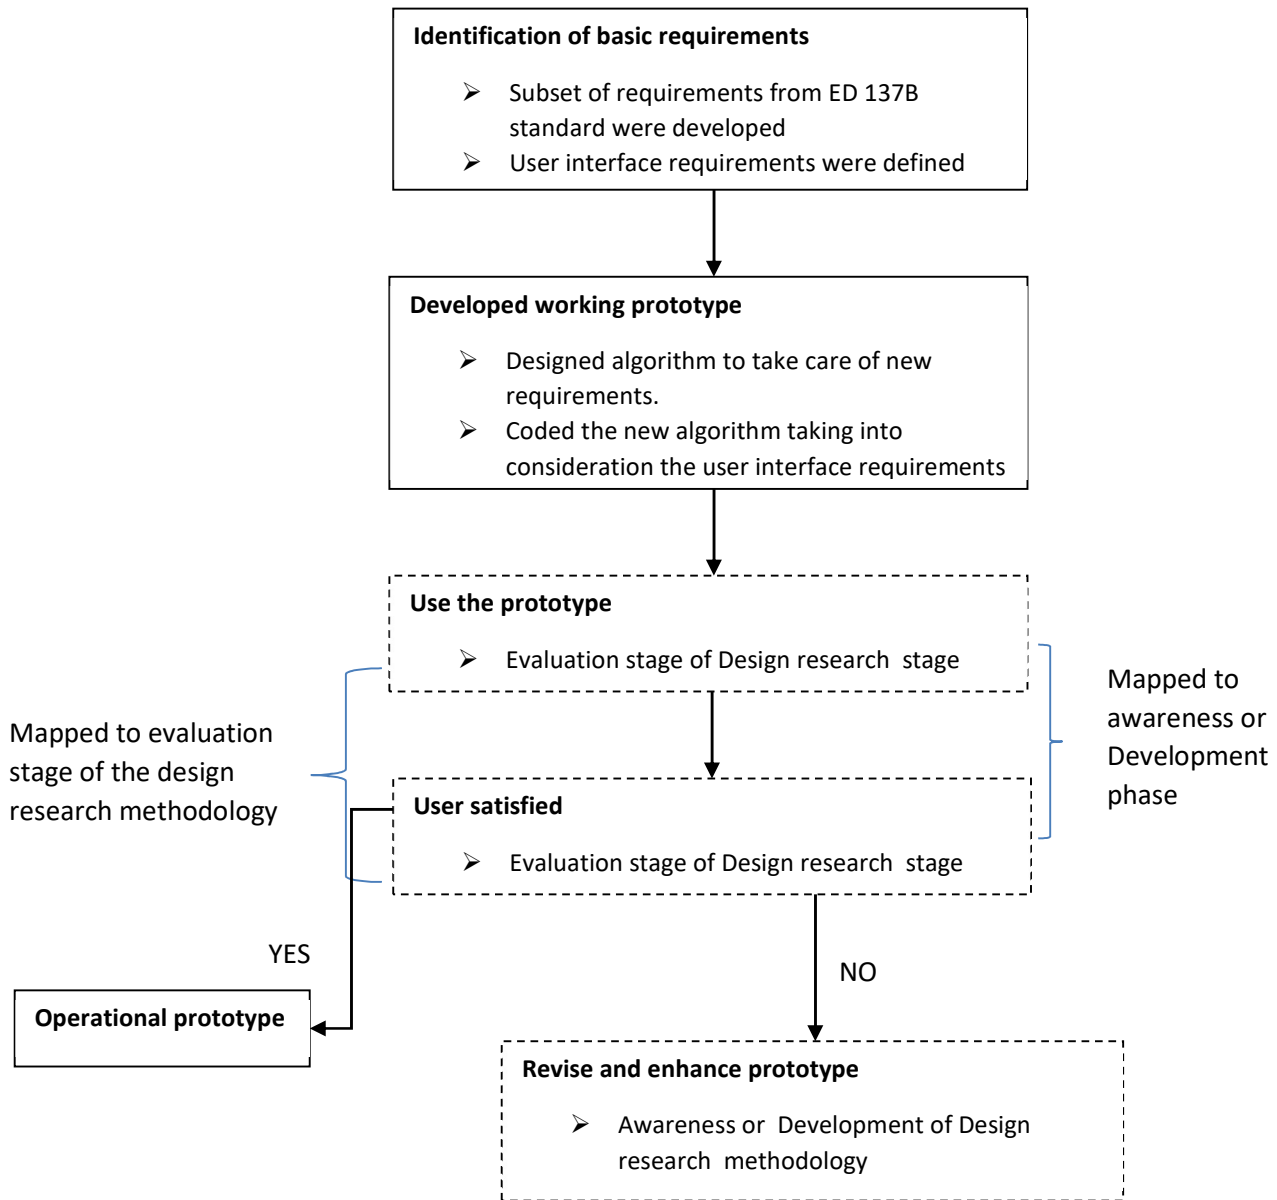 Identification of basic requirements
➢ Subset of requirements from ED 137B
standard were developed
➢ User interface requirements were defined
Developed working prototype
➢ Designed algorithm to take care of new
requirements.
➢ Coded the new algorithm taking into
consideration the user interface requirements
Use the prototype
➢ Evaluation stage of Design research stage
Mapped to evaluation
stage of the design
research methodology
Mapped to
awareness or
Development
phase
User satisfied
➢ Evaluation stage of Design research stage
YES
NO
Operational prototype
Revise and enhance prototype
➢ Awareness or Development of Design
research methodology